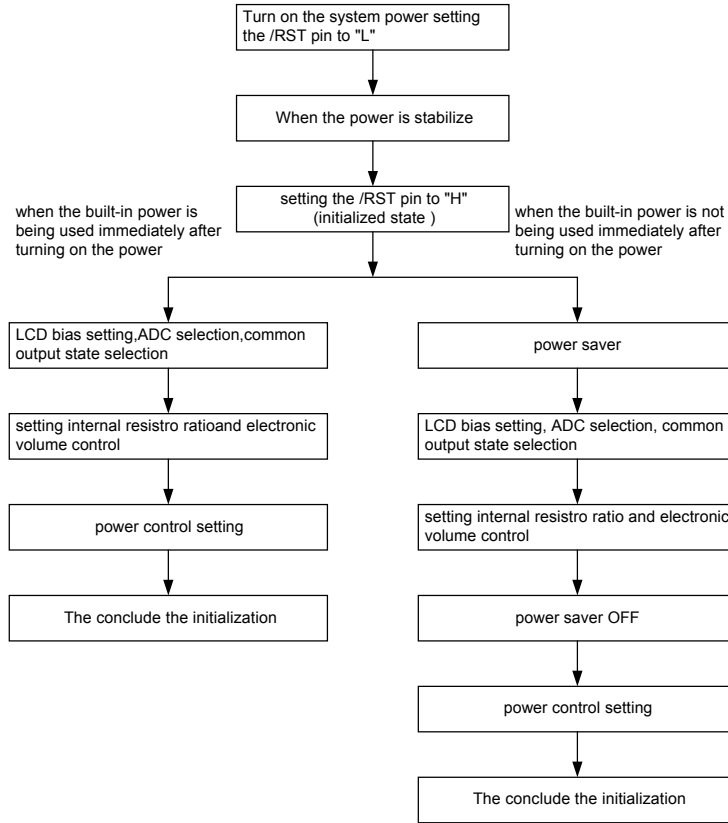 Turn on the system power setting
the /RST pin to "L"
When the power is stabilize
setting the /RST pin to "H"
(initialized state )
when the built-in power is
being used immediately after
turning on the power
when the built-in power is not
being used immediately after
turning on the power
LCD bias setting,ADC selection,common
output state selection
setting internal resistro ratioand electronic
volume control
power control setting
The conclude the initialization
power saver
LCD bias setting, ADC selection, common
output state selection
setting internal resistro ratio and electronic
volume control
power saver OFF
power control setting
The conclude the initialization